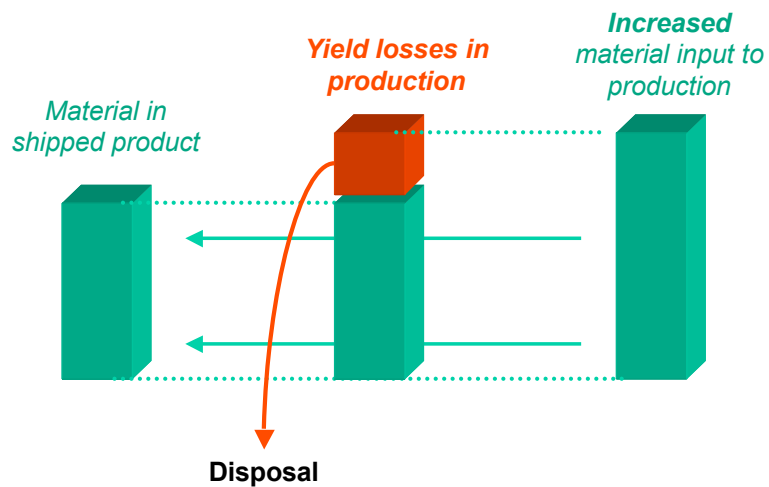 Material in
shipped product
Yield losses in
production
Increased
material input to
production
Disposal